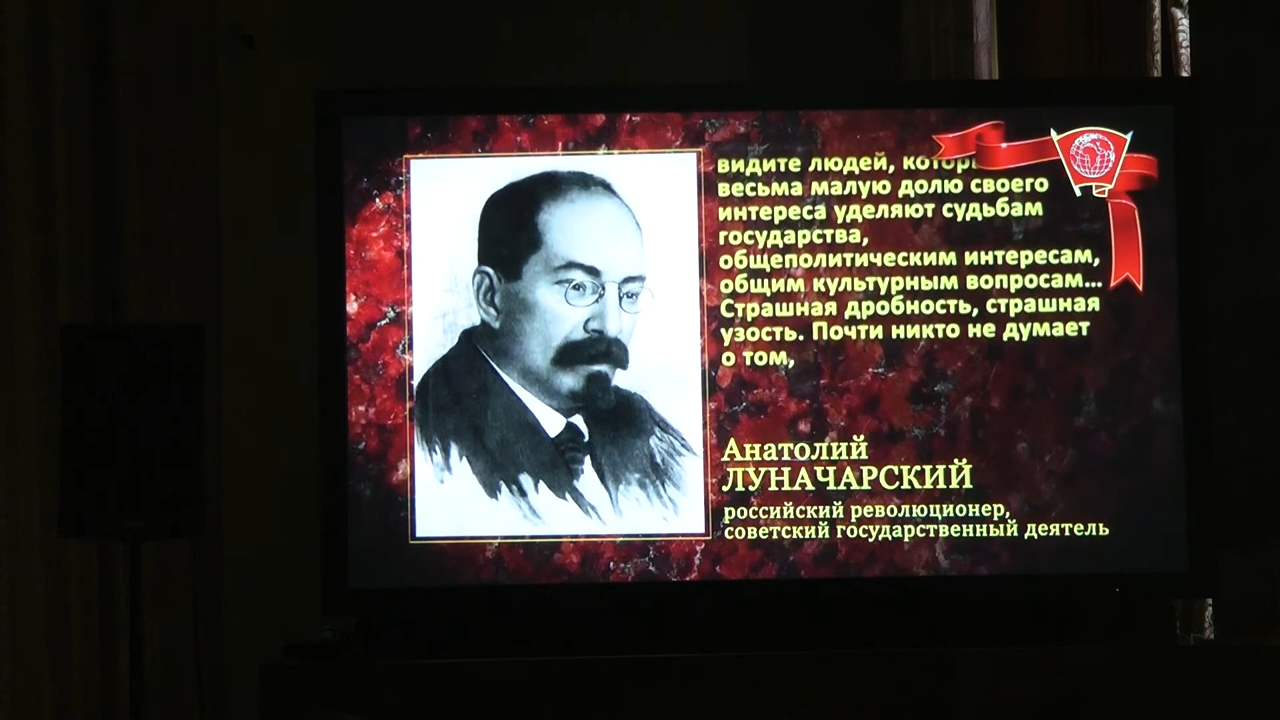 видите людей,
весьма малую долю своего
интереса уделяют судьбам
государства,
общеполитическим интересам,
общим культурным вопросам...
Страшная дробность, страшная
узость. Почти никто не думает
о том,
Анатолий
ЛУНАЧАРСКИЙ
российский революционер,
советский государственный деятель